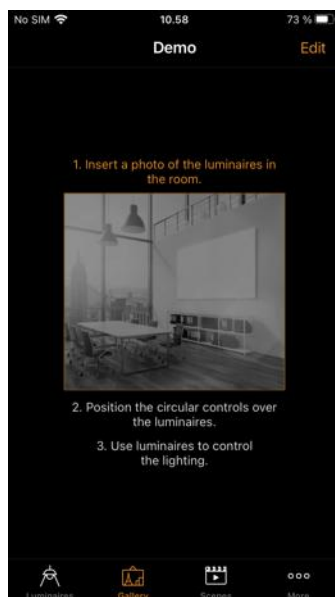 No SIM 10.58 73 %
Demo Edit
1. Insert a photo of the luminaires in
the room.
2. Position the circular controls over
the luminaires.
3. Use luminaires to control
the lighting.
Luminaires Gallery Scenes More